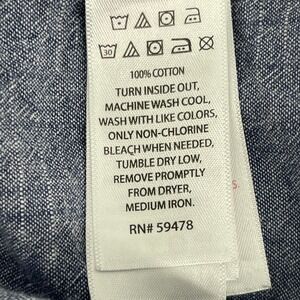 30
100% COTTON
TURN INSIDE OUT,
MACHINE WASH COOL,
WASH WITH LIKE COLORS,
ONLY NON-CHLORINE
BLEACH WHEN NEEDED,
TUMBLE DRY LOW,
REMOVE PROMPTLY
FROM DRYER,
MEDIUM IRON.
RN# 59478